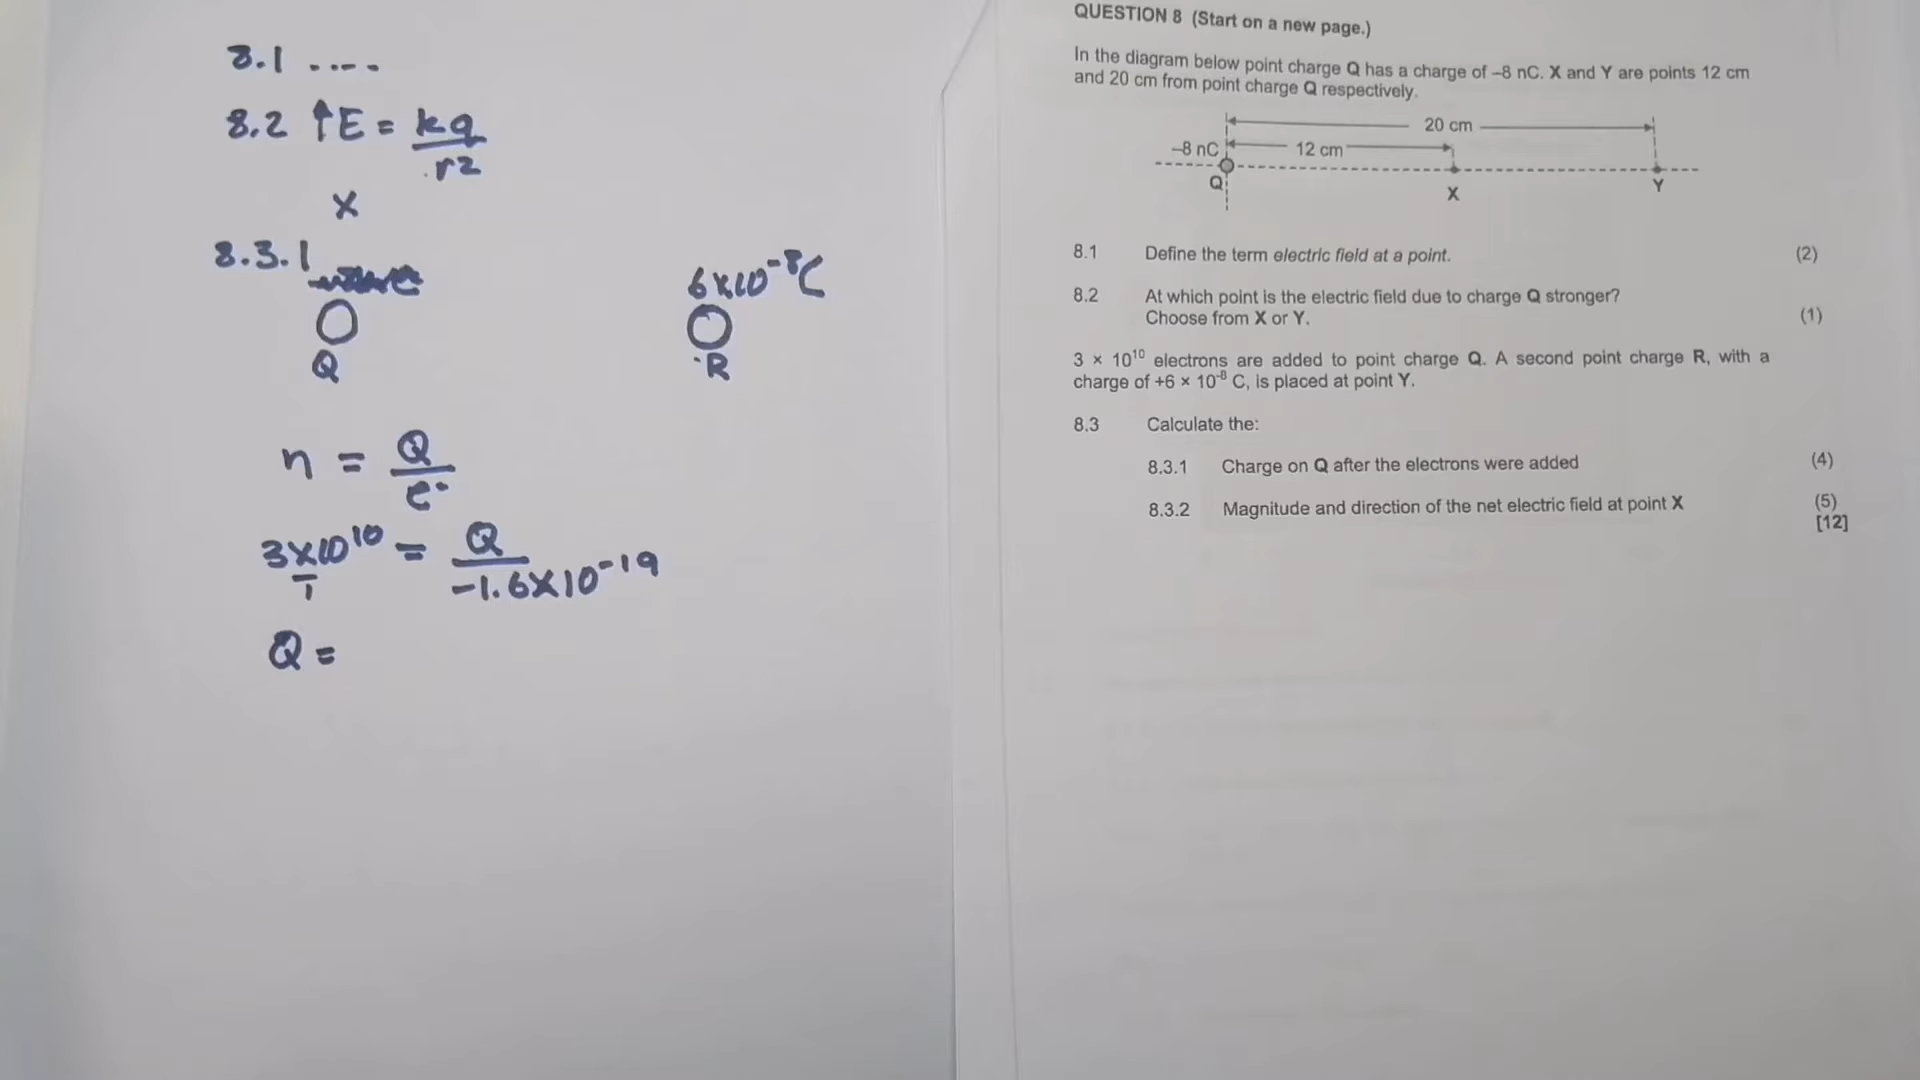 8.1 ....
8.2 ↑E = kq
r2
X
8.3.1
6x10-8C
Q
R
n = Q
e-
3x10 10 = Q
1
-1.6x10-19
Q =
QUESTION 8 (Start on a new page.)
In the diagram below point charge Q has a charge of –8 nC. X and Y are points 12 cm
and 20 cm from point charge Q respectively.
20 cm
–8 nC
12 cm
Q
X
Y
8.1 Define the term electric field at a point. (2)
8.2 At which point is the electric field due to charge Q stronger?
Choose from X or Y. (1)
3 × 10¹⁰ electrons are added to point charge Q. A second point charge R, with a
charge of +6 × 10⁻⁸ C, is placed at point Y.
8.3 Calculate the:
8.3.1 Charge on Q after the electrons were added (4)
8.3.2 Magnitude and direction of the net electric field at point X (5)
[12]